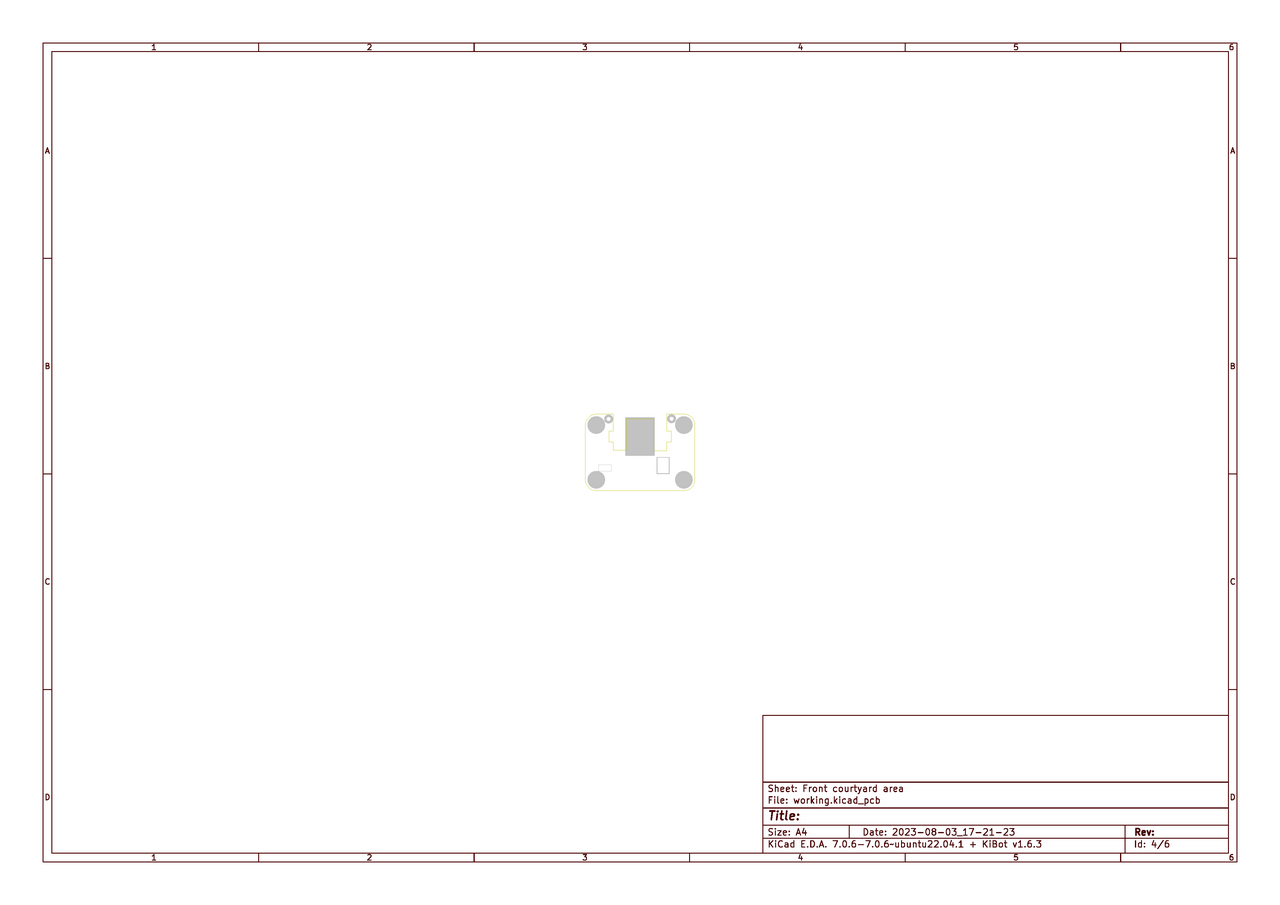 1 2 3 4 5 6
A A
B B
C C
D D
Sheet: Front courtyard area
File: working.kicad_pcb
Title:
Size: A4 Date: 2023-08-03_17-21-23 Rev:
KiCad E.D.A. 7.0.6-7.0.6~ubuntu22.04.1 + KiBot v1.6.3 Id: 4/6
1 2 3 4 5 6